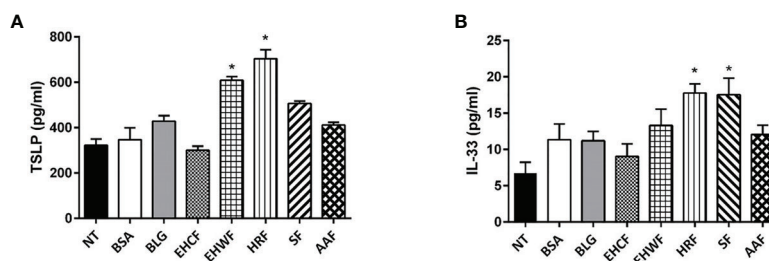 A
TSLP (pg/ml)
800
600
400
200
0
* *
NT BSA BLG EHCF EHWF HRF SF AAF
B
IL-33 (pg/ml)
25
20
15
10
5
0
* *
NT BSA BLG EHCF EHWF HRF SF AAF